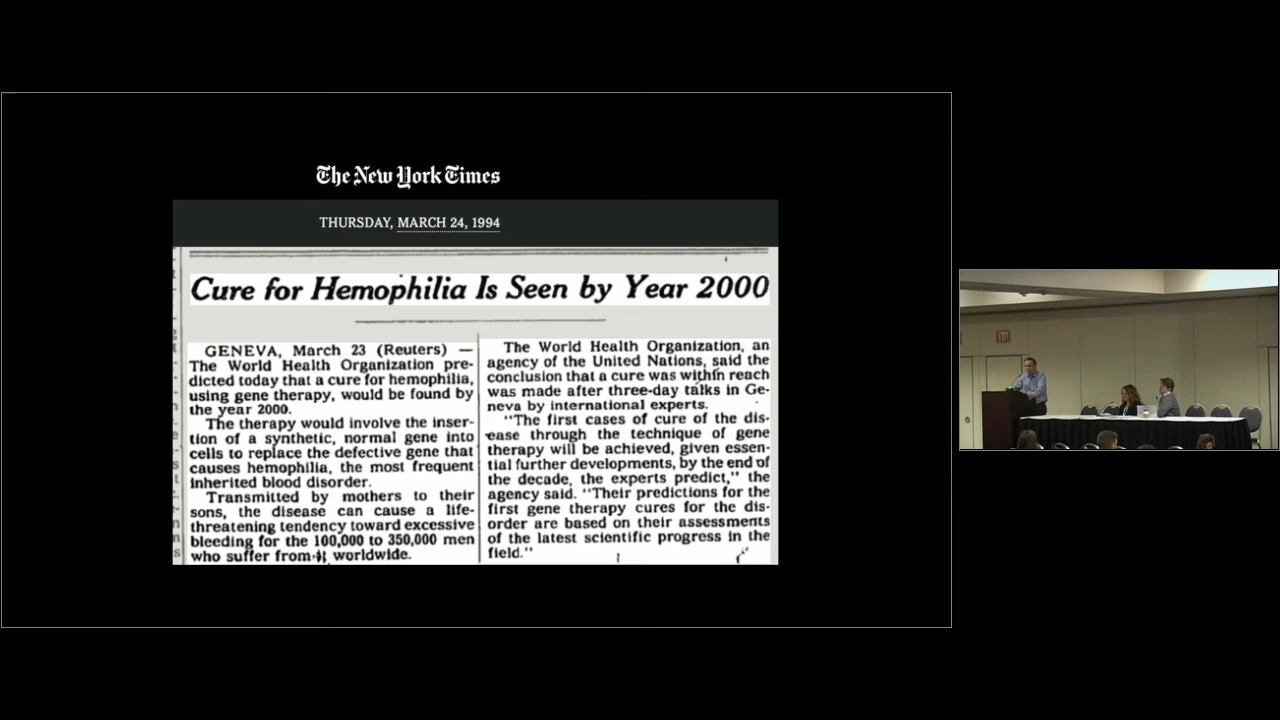 The New York Times
THURSDAY, MARCH 24, 1994
Cure for Hemophilia Is Seen by Year 2000
GENEVA, March 23 (Reuters) —
The World Health Organization pre-
dicted today that a cure for hemophilia,
using gene therapy, would be found by
the year 2000.
The therapy would involve the inser-
tion of a synthetic, normal gene into
cells to replace the defective gene that
causes hemophilia, the most frequent
inherited blood disorder.
Transmitted by mothers to their
sons, the disease can cause a life-
threatening tendency toward excessive
bleeding for the 100,000 to 350,000 men
who suffer from it worldwide.
The World Health Organization, an
agency of the United Nations, said the
conclusion that a cure was within reach
was made after three-day talks in Ge-
neva by international experts.
"The first cases of cure of the dis-
ease through the technique of gene
therapy will be achieved, given essen-
tial further developments, by the end of
the decade, the experts predict," the
agency said. "Their predictions for the
first gene therapy cures for the dis-
order are based on their assessments
of the latest scientific progress in the
field."